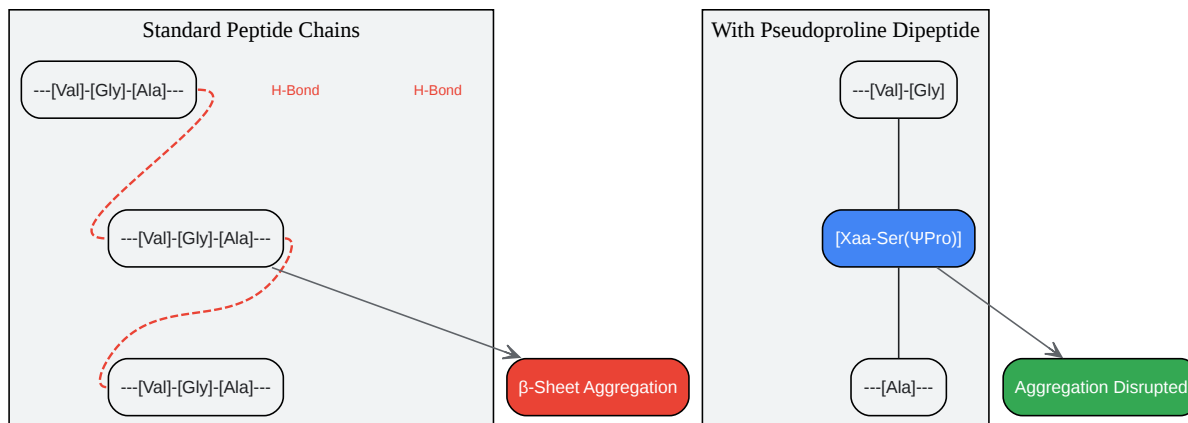 Standard Peptide Chains
---[Val]-[Gly]-[Ala]---
H-Bond
H-Bond
---[Val]-[Gly]-[Ala]---
---[Val]-[Gly]-[Ala]---
β-Sheet Aggregation
With Pseudoproline Dipeptide
---[Val]-[Gly]
[Xaa-Ser(ΨPro)]
---[Ala]---
Aggregation Disrupted